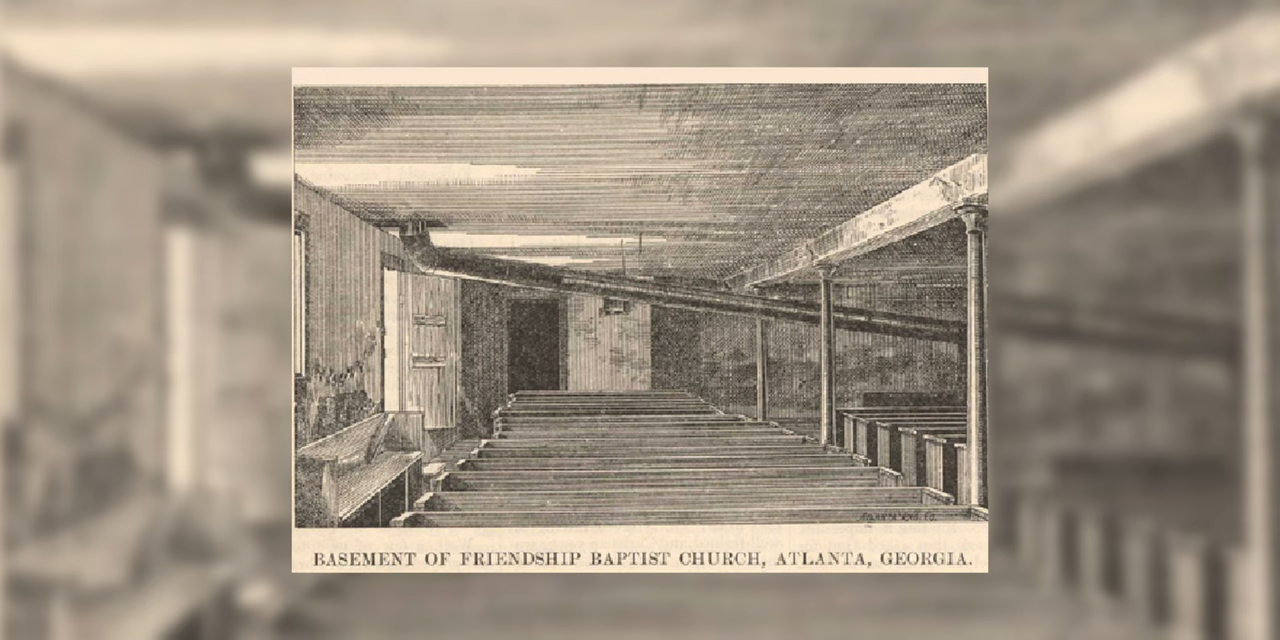 BASEMENT OF FRIENDSHIP BAPTIST CHURCH, ATLANTA, GEORGIA.